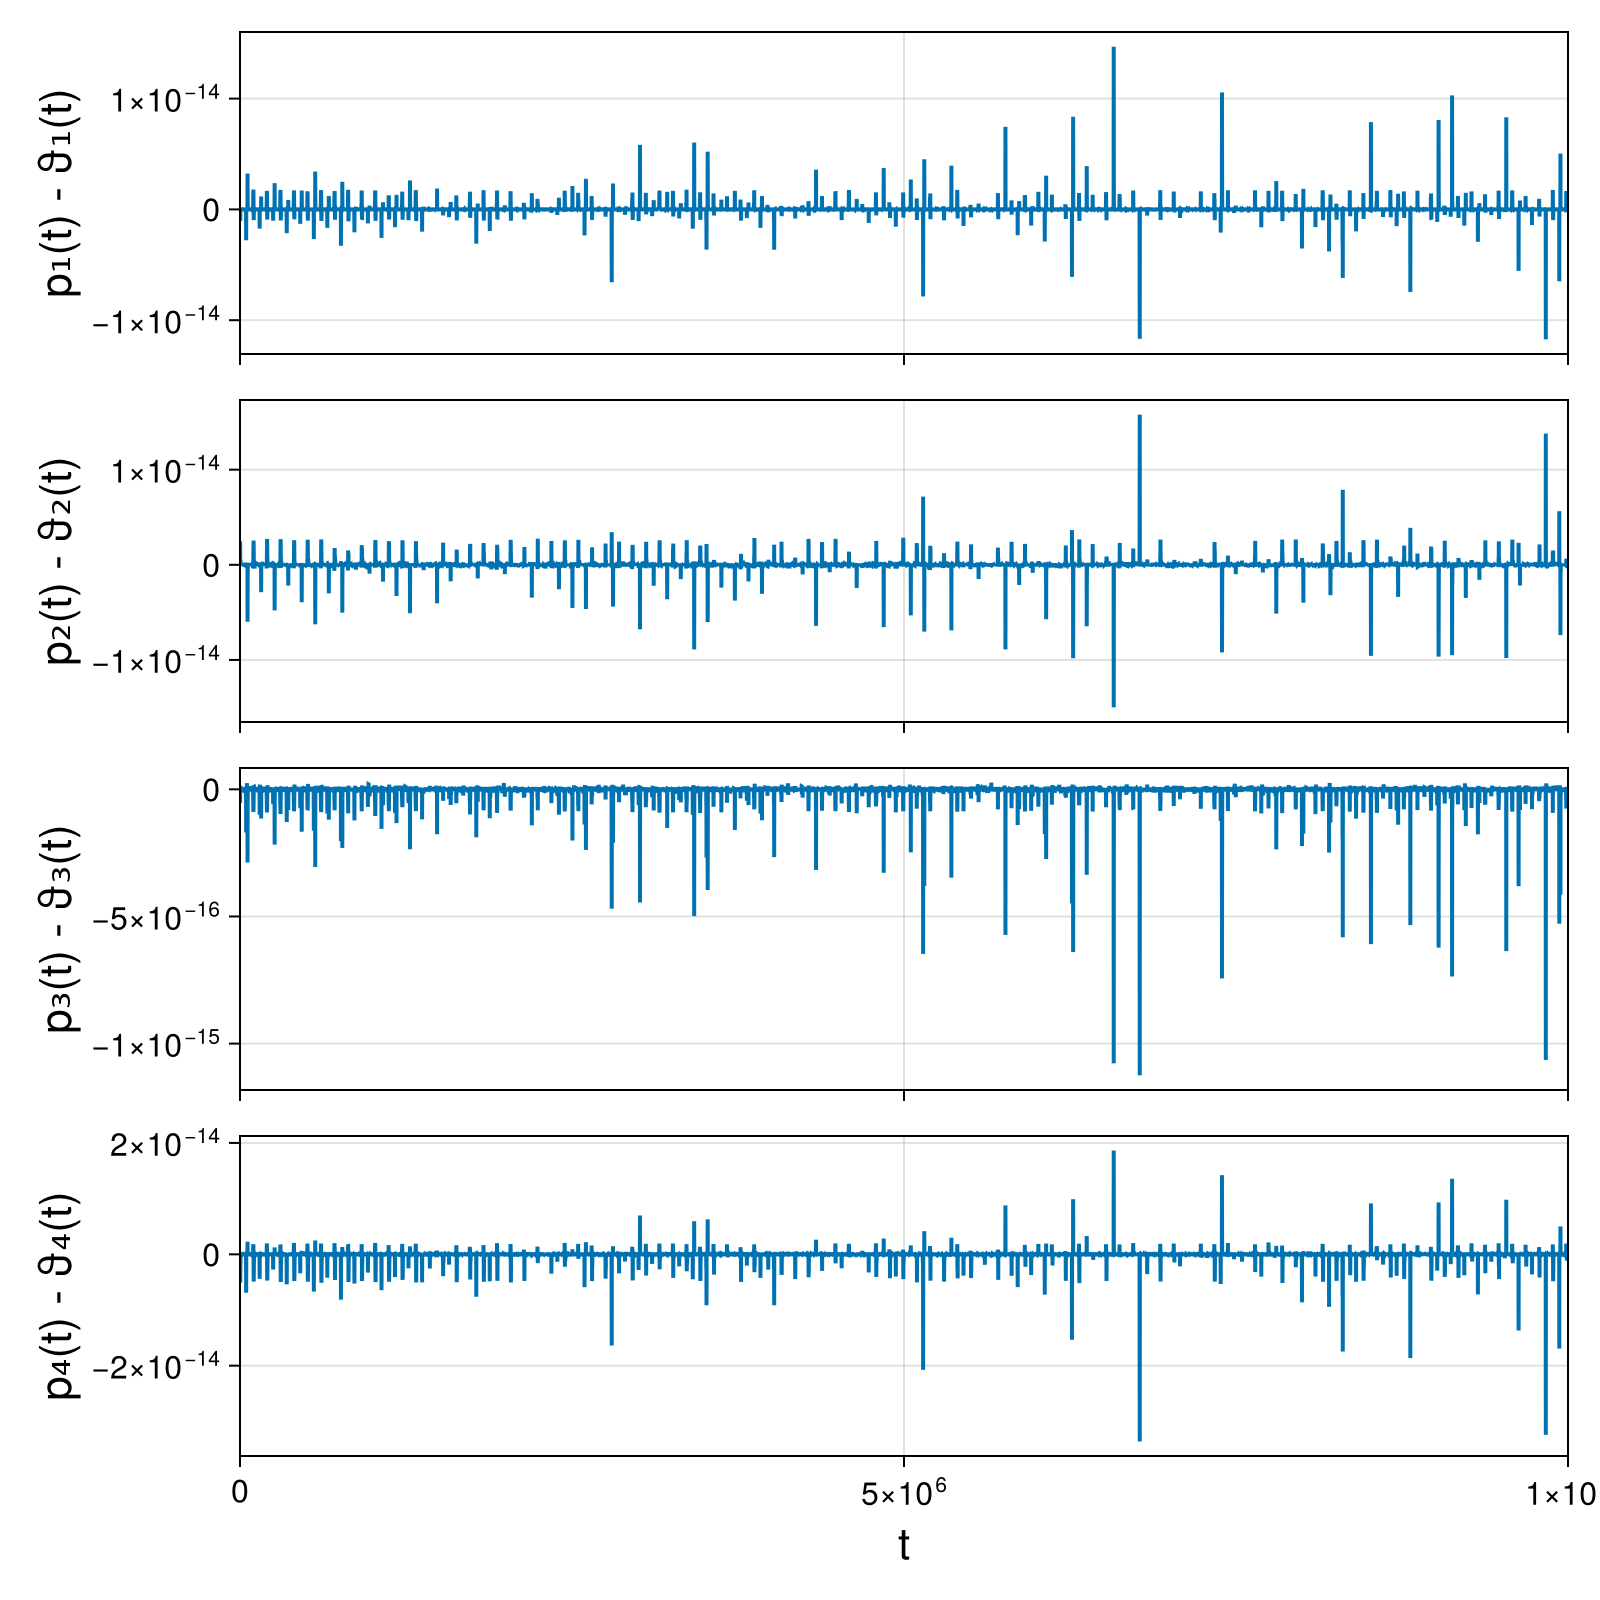 p₁(t) - ϑ₁(t)
1×10⁻¹⁴
0
−1×10⁻¹⁴
p₂(t) - ϑ₂(t)
1×10⁻¹⁴
0
−1×10⁻¹⁴
p₃(t) - ϑ₃(t)
0
−5×10⁻¹⁶
−1×10⁻¹⁵
p₄(t) - ϑ₄(t)
2×10⁻¹⁴
0
−2×10⁻¹⁴
0 5×10⁶ 1×10
t